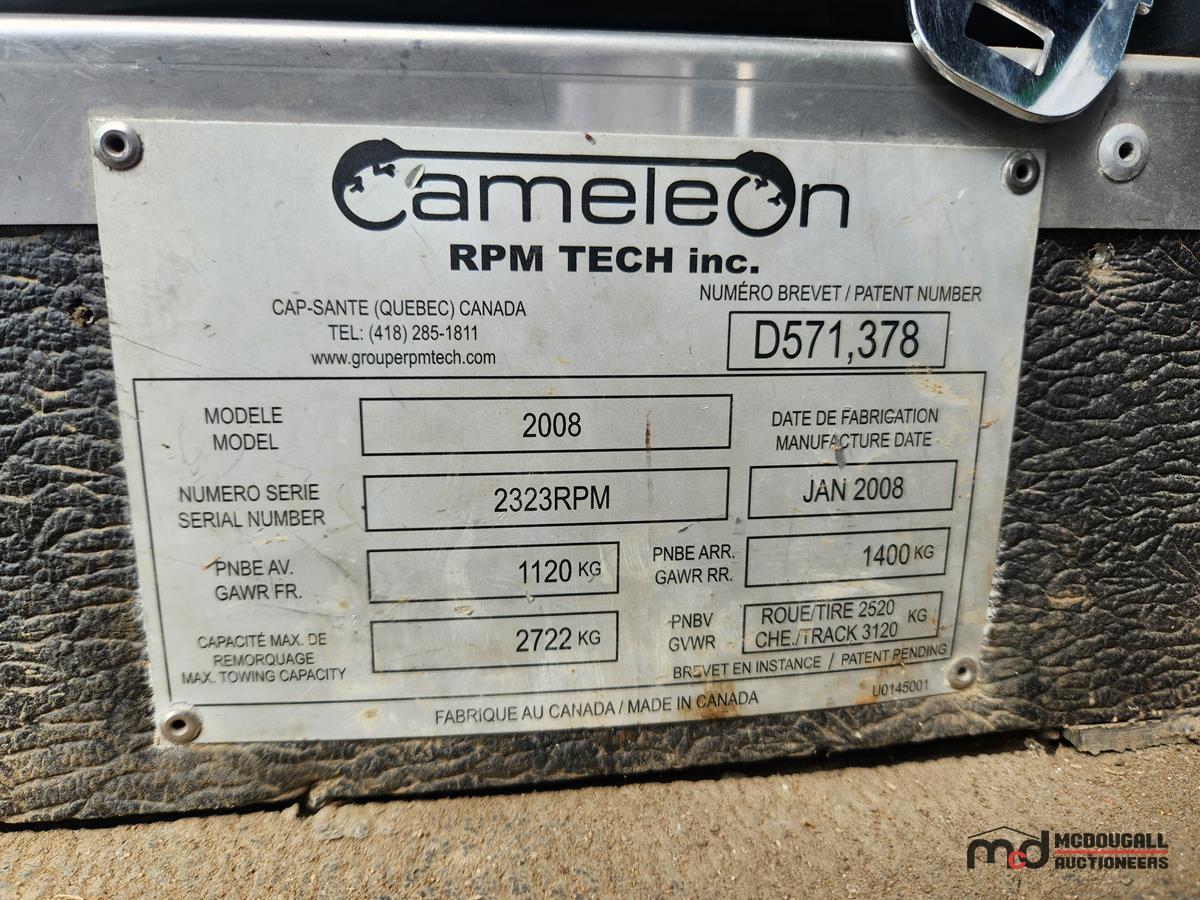 Cameleon
RPM TECH inc.
CAP-SANTE (QUEBEC) CANADA
TEL: (418) 285-1811
www.grouperpmtech.com
NUMÉRO BREVET / PATENT NUMBER
D571,378
MODELE
MODEL
2008
DATE DE FABRICATION
MANUFACTURE DATE
NUMERO SERIE
SERIAL NUMBER
2323RPM
JAN 2008
PNBE AV.
GAWR FR.
1120 KG
PNBE ARR.
GAWR RR.
1400 KG
CAPACITÉ MAX. DE
REMORQUAGE
MAX. TOWING CAPACITY
2722 KG
PNBV
GVWR
ROUE/TIRE 2520
CHE./TRACK 3120
KG
BREVET EN INSTANCE / PATENT PENDING
U0145001
FABRIQUE AU CANADA / MADE IN CANADA
mcd
MCDOUGALL
AUCTIONEERS